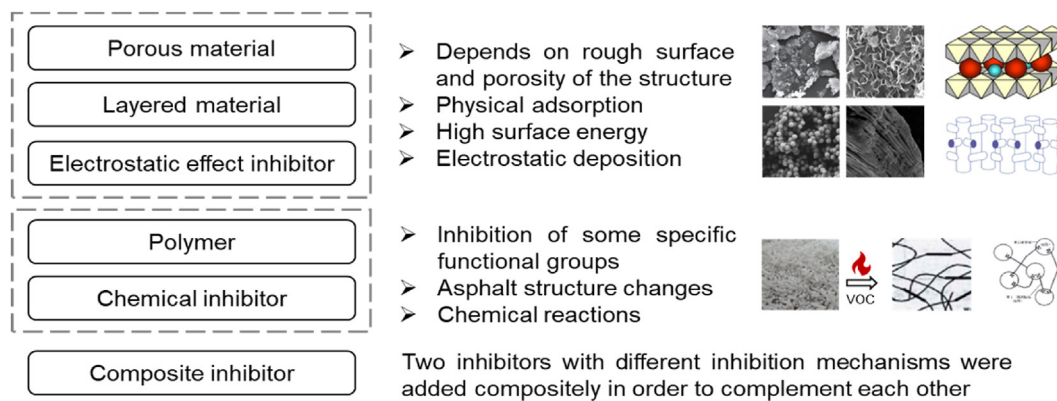 Porous material
Layered material
Electrostatic effect inhibitor
➢ Depends on rough surface
and porosity of the structure
➢ Physical adsorption
➢ High surface energy
➢ Electrostatic deposition
Polymer
Chemical inhibitor
➢ Inhibition of some specific
functional groups
➢ Asphalt structure changes
➢ Chemical reactions
VOC
Composite inhibitor
Two inhibitors with different inhibition mechanisms were
added compositely in order to complement each other